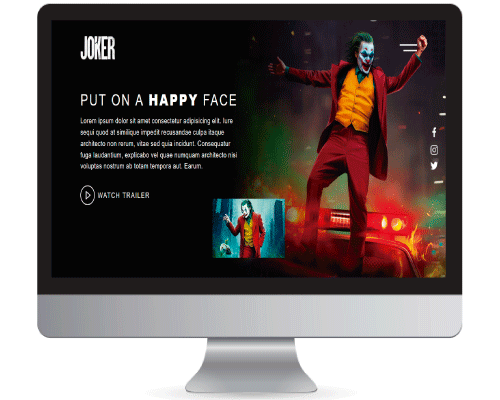 JOKER
PUT ON A HAPPY FACE
Lorem ipsum dolor sit amet consectetur adipisicing elit. Iure
sequi quod at similique impedit recusandae culpa itaque
architecto non rerum, vitae sed quia incidunt. Consequatur
fuga laudantium, explicabo vel quae numquam architecto nisi
voluptas nostrum ab totam tempora aut. Earum.
WATCH TRAILER